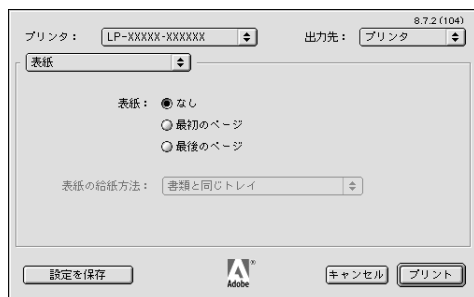 8.7.2 (104)
プリンタ： LP-XXXXX-XXXXXX 出力先： プリンタ
表紙
表紙： なし
最初のページ
最後のページ
表紙の給紙方法： 書類と同じトレイ
設定を保存 Adobe キャンセル プリント